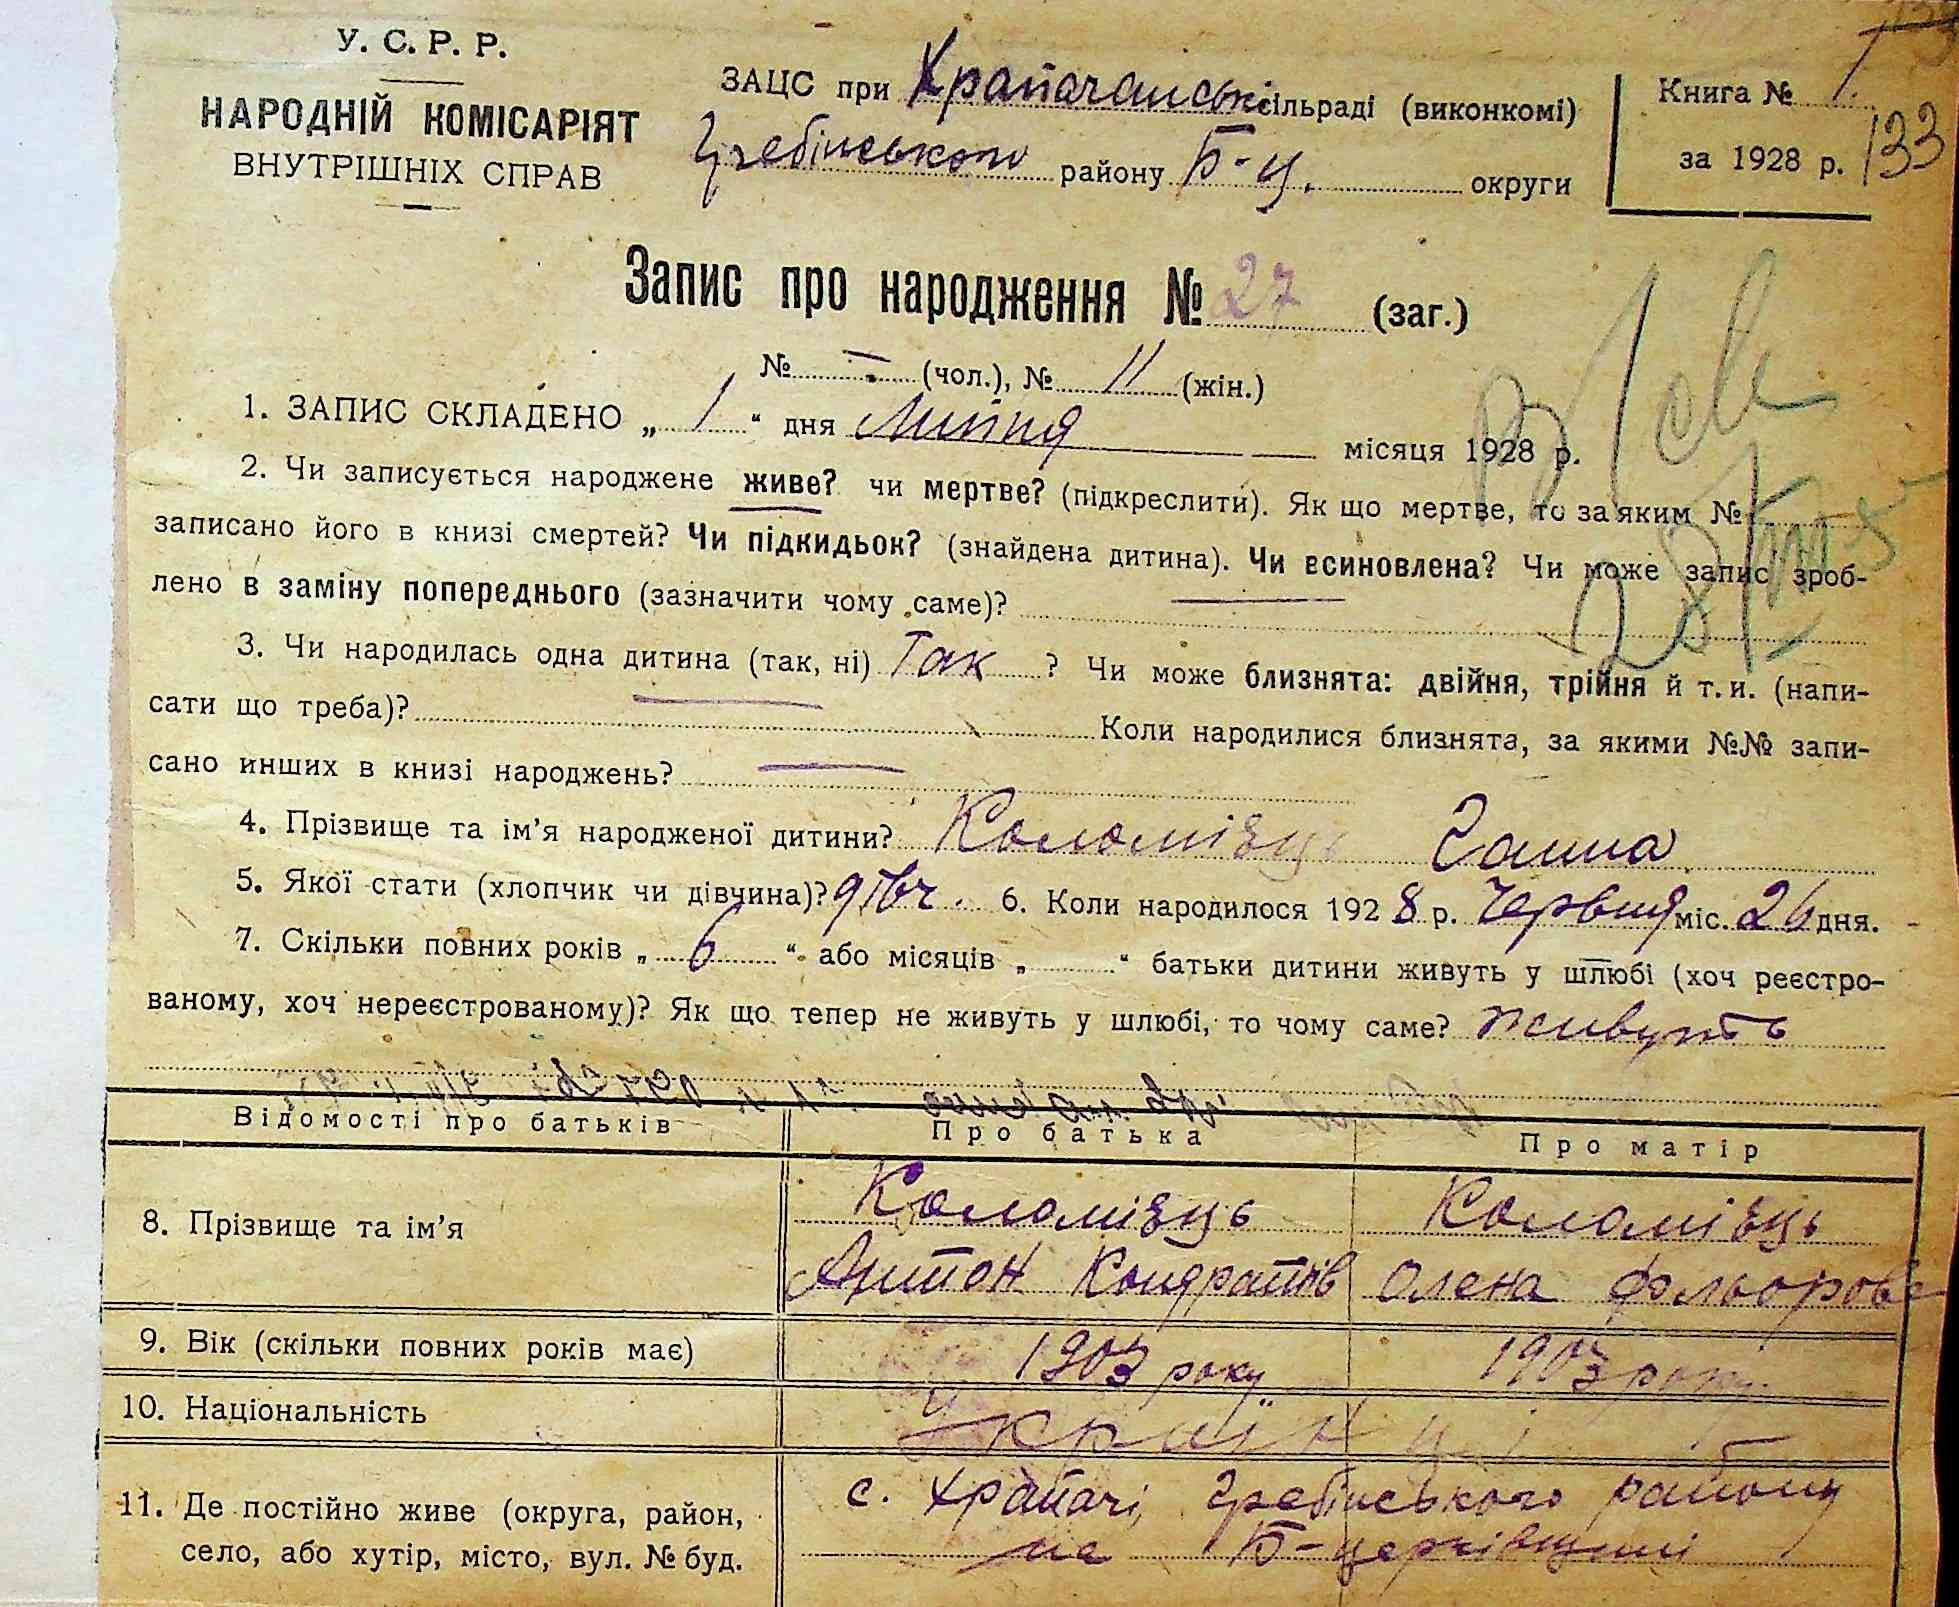 У. С. Р. Р.
НАРОДНІЙ КОМІСАРІЯТ
ВНУТРІШНІХ СПРАВ
ЗАЦС при Храпачанській сільраді (виконкомі)
Гребінського району Б-Ц. округи
Книга № 1.
за 1928 р.
133
Запис про народження № 27 (заг.)
№ — (чол.), № 11 (жін.)
1. ЗАПИС СКЛАДЕНО „ 1 “ дня Липня місяця 1928 р.
2. Чи записується народжене живе? чи мертве? (підкреслити). Як що мертве, то за яким №
записано його в книзі смертей? Чи підкидьок? (знайдена дитина). Чи всиновлена? Чи може запис зроб-
лено в заміну попереднього (зазначити чому саме)? —
3. Чи народилась одна дитина (так, ні) Так ? Чи може близнята: двійня, трійня й т. и. (напи-
сати що треба)? — Коли народилися близнята, за якими №№ запи-
сано инших в книзі народжень? —
4. Прізвище та ім’я народженої дитини? Коломієць Ганна
5. Якої стати (хлопчик чи дівчина)? дівч. 6. Коли народилося 1928 р. Червня міс. 26 дня.
7. Скільки повних років „ 6 “ або місяців „ “ батьки дитини живуть у шлюбі (хоч реєстро-
ваному, хоч нереєстрованому)? Як що тепер не живуть у шлюбі, то чому саме? живуть
Відомості про батьків Про батька Про матір
8. Прізвище та ім’я
Коломієць
Антон Кондратів
Коломієць
Олена Фльорове
9. Вік (скільки повних років має) 1903 року 1903 року
10. Національність Українці
11. Де постійно живе (округа, район,
село, або хутір, місто, вул. № буд.
с. Храпачі, Гребінського району
на Б-церківщині